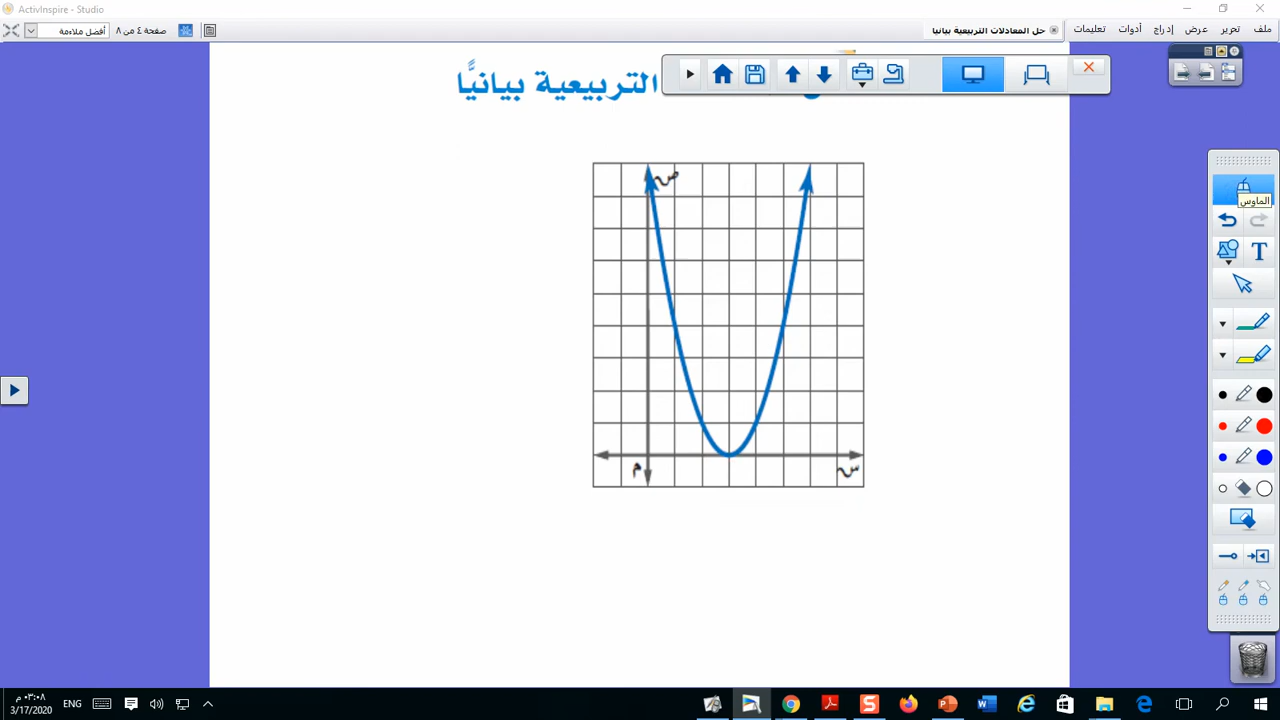 ActivInspire - Studio
ملف تحرير عرض إدراج أدوات تعليمات
حل المعادلات التربيعية بيانيا
صفحة ٤ من ٨
أفضل ملاءمة
التربيعية بيانيًّا
الماوس
T
ص
م
س
ENG
٠٣:٠٨ م
3/17/2020